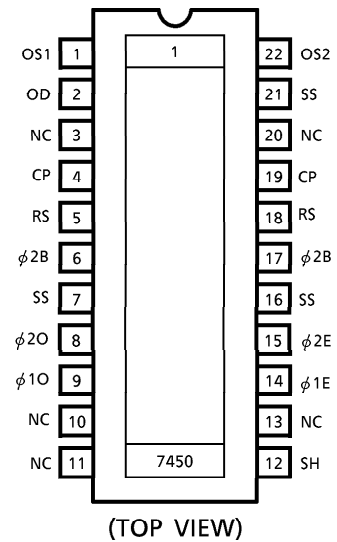 OS1 1 1 22 OS2
OD 2 21 SS
NC 3 20 NC
CP 4 19 CP
RS 5 18 RS
ϕ2B 6 17 ϕ2B
SS 7 16 SS
ϕ2O 8 15 ϕ2E
ϕ1O 9 14 ϕ1E
NC 10 13 NC
NC 11 7450 12 SH
(TOP VIEW)